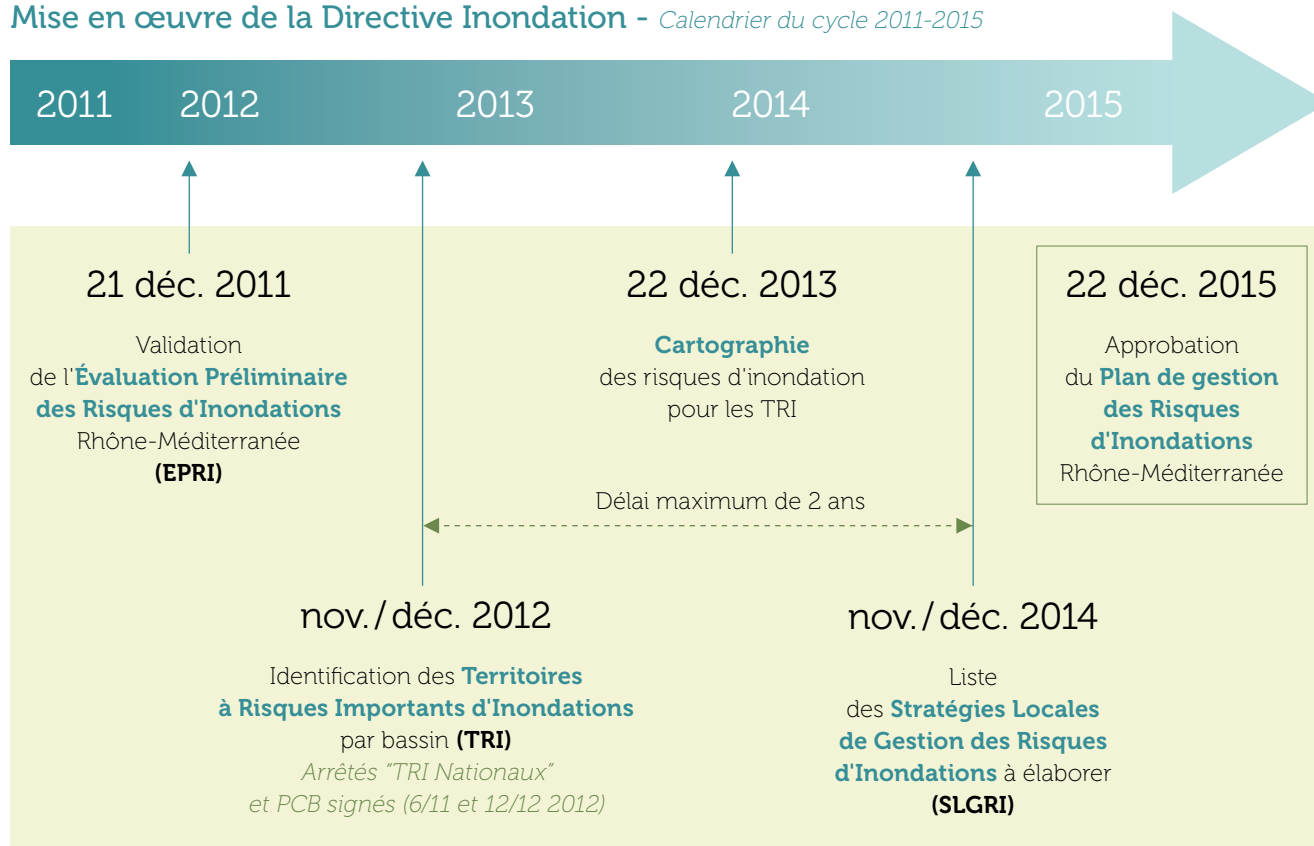 Mise en œuvre de la Directive Inondation - Calendrier du cycle 2011-2015
2011 2012 2013 2014 2015
21 déc. 2011
Validation
de l'Évaluation Préliminaire
des Risques d'Inondations
Rhône-Méditerranée
(EPRI)
22 déc. 2013
Cartographie
des risques d'inondation
pour les TRI
22 déc. 2015
Approbation
du Plan de gestion
des Risques
d'Inondations
Rhône-Méditerranée
Délai maximum de 2 ans
nov./déc. 2012
Identification des Territoires
à Risques Importants d'Inondations
par bassin (TRI)
Arrêtés "TRI Nationaux"
et PCB signés (6/11 et 12/12 2012)
nov./déc. 2014
Liste
des Stratégies Locales
de Gestion des Risques
d'Inondations à élaborer
(SLGRI)